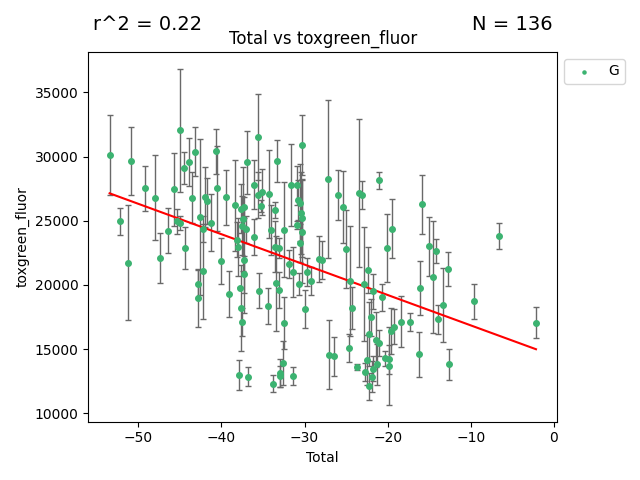 r^2 = 0.22
N = 136
Total vs toxgreen_fluor
G
35000
30000
25000
20000
15000
10000
toxgreen_fluor
−50
−40
−30
−20
−10
0
Total